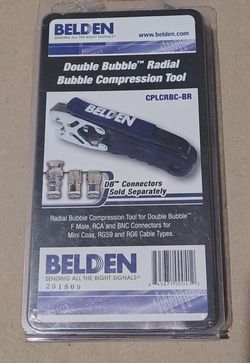 BELDEN
SENDING ALL THE RIGHT SIGNALS™
www.belden.com
Double Bubble™ Radial
Bubble Compression Tool
CPLCRBC-BR
BELDEN
DB™ Connectors
Sold Separately
Radial Bubble Compression Tool for Double Bubble™
F Male, RCA and BNC Connectors for
Mini Coax, RG59 and RG6 Cable Types.
BELDEN
SENDING ALL THE RIGHT SIGNALS
201809